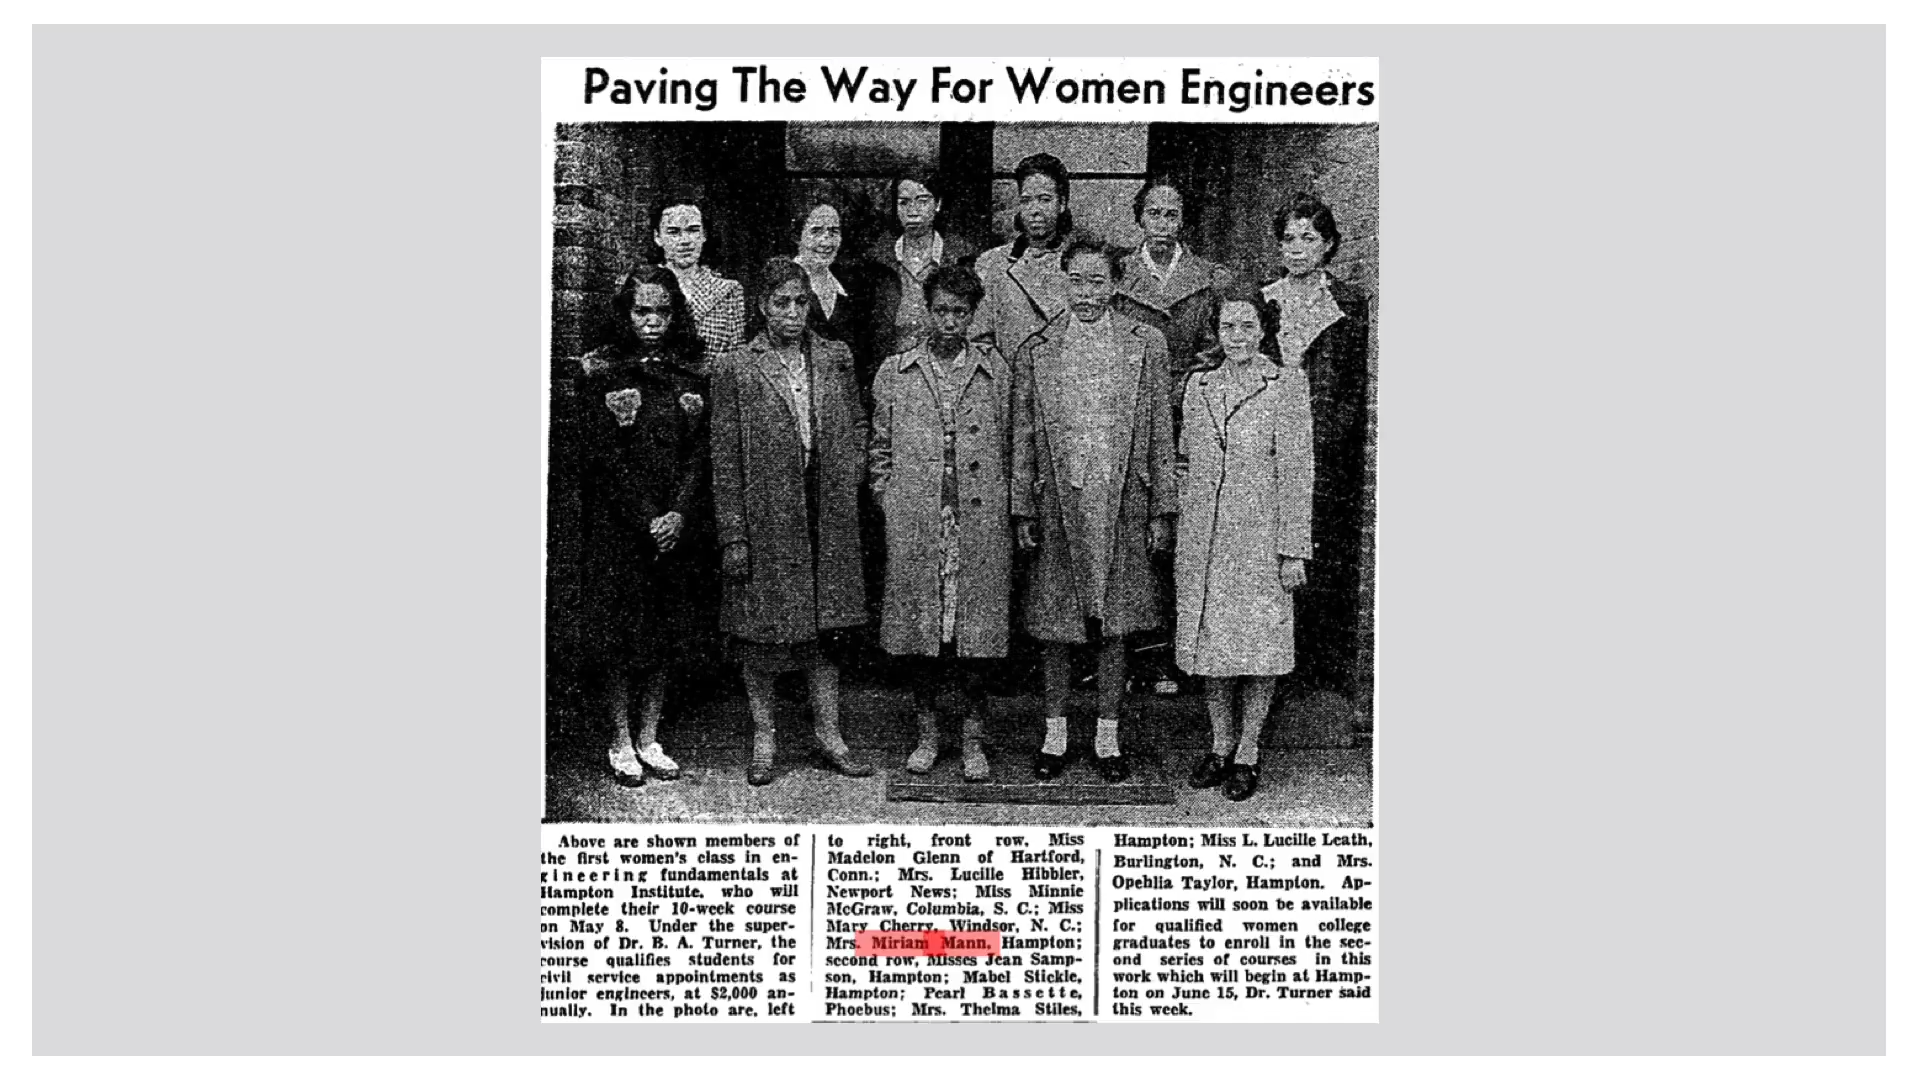 Paving The Way For Women Engineers
Above are shown members of
the first women's class in en-
gineering fundamentals at
Hampton Institute, who will
complete their 10-week course
on May 8. Under the super-
vision of Dr. B. A. Turner, the
course qualifies students for
civil service appointments as
junior engineers, at $2,000 an-
nually. In the photo are, left
to right, front row, Miss
Madelon Glenn of Hartford,
Conn.; Mrs. Lucille Hibbler,
Newport News; Miss Minnie
McGraw, Columbia, S. C.; Miss
Mary Cherry, Windsor, N. C.;
Mrs. Miriam Mann, Hampton;
second row, Misses Jean Samp-
son, Hampton; Mabel Stickle,
Hampton; Pearl Bassette,
Phoebus; Mrs. Thelma Stiles,
Hampton; Miss L. Lucille Leath,
Burlington, N. C.; and Mrs.
Opehlia Taylor, Hampton. Ap-
plications will soon be available
for qualified women college
graduates to enroll in the sec-
ond series of courses in this
work which will begin at Hamp-
ton on June 15, Dr. Turner said
this week.